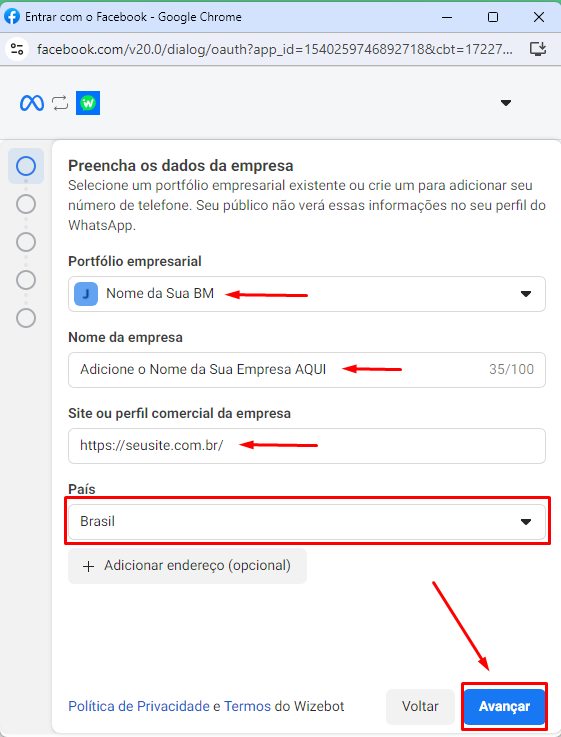 Entrar com o Facebook - Google Chrome
facebook.com/v20.0/dialog/oauth?app_id=1540259746892718&cbt=17227...
Preencha os dados da empresa
Selecione um portfólio empresarial existente ou crie um para adicionar seu
número de telefone. Seu público não verá essas informações no seu perfil do
WhatsApp.
Portfólio empresarial
J Nome da Sua BM
Nome da empresa
Adicione o Nome da Sua Empresa AQUI 35/100
Site ou perfil comercial da empresa
https://seusite.com.br/
País
Brasil
+ Adicionar endereço (opcional)
Política de Privacidade e Termos do Wizebot Voltar Avançar